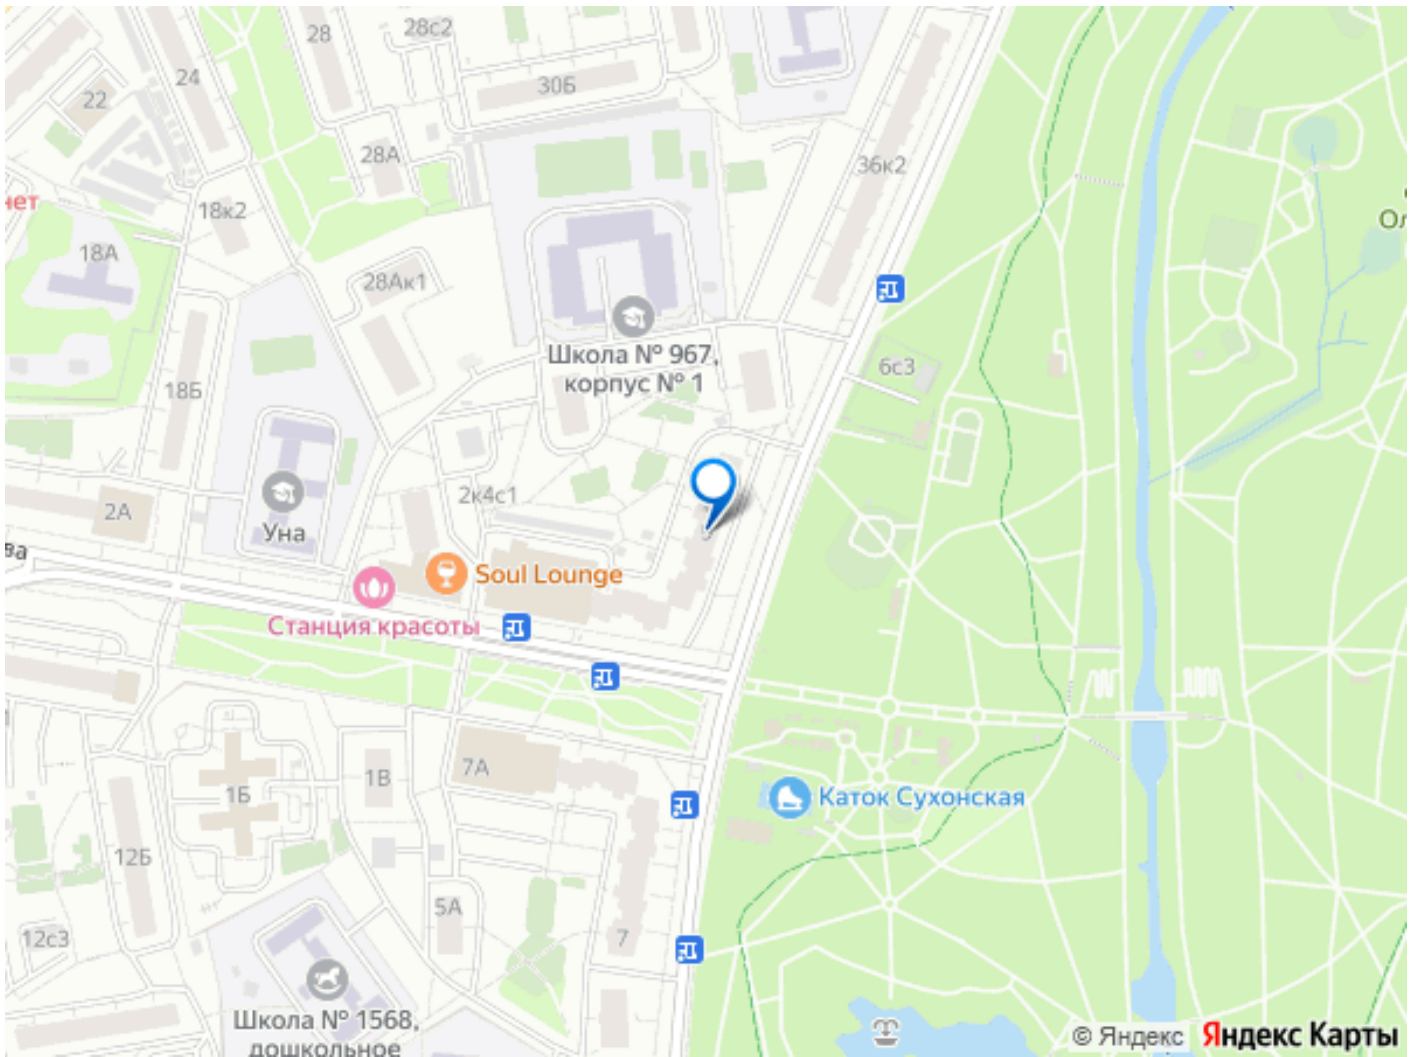 28
28с2
24
30Б
22
28А
36к2
нет
18к2
Ол
18А
28Ак1
Школа № 967,
корпус № 1
6с3
18Б
2к4с1
2А
Уна
ва
Soul Lounge
Станция красоты
7А
1В
1Б
Каток Сухонская
12Б
5А
12с3
7
Школа № 1568,
дошкольное
© Яндекс Яндекс Карты